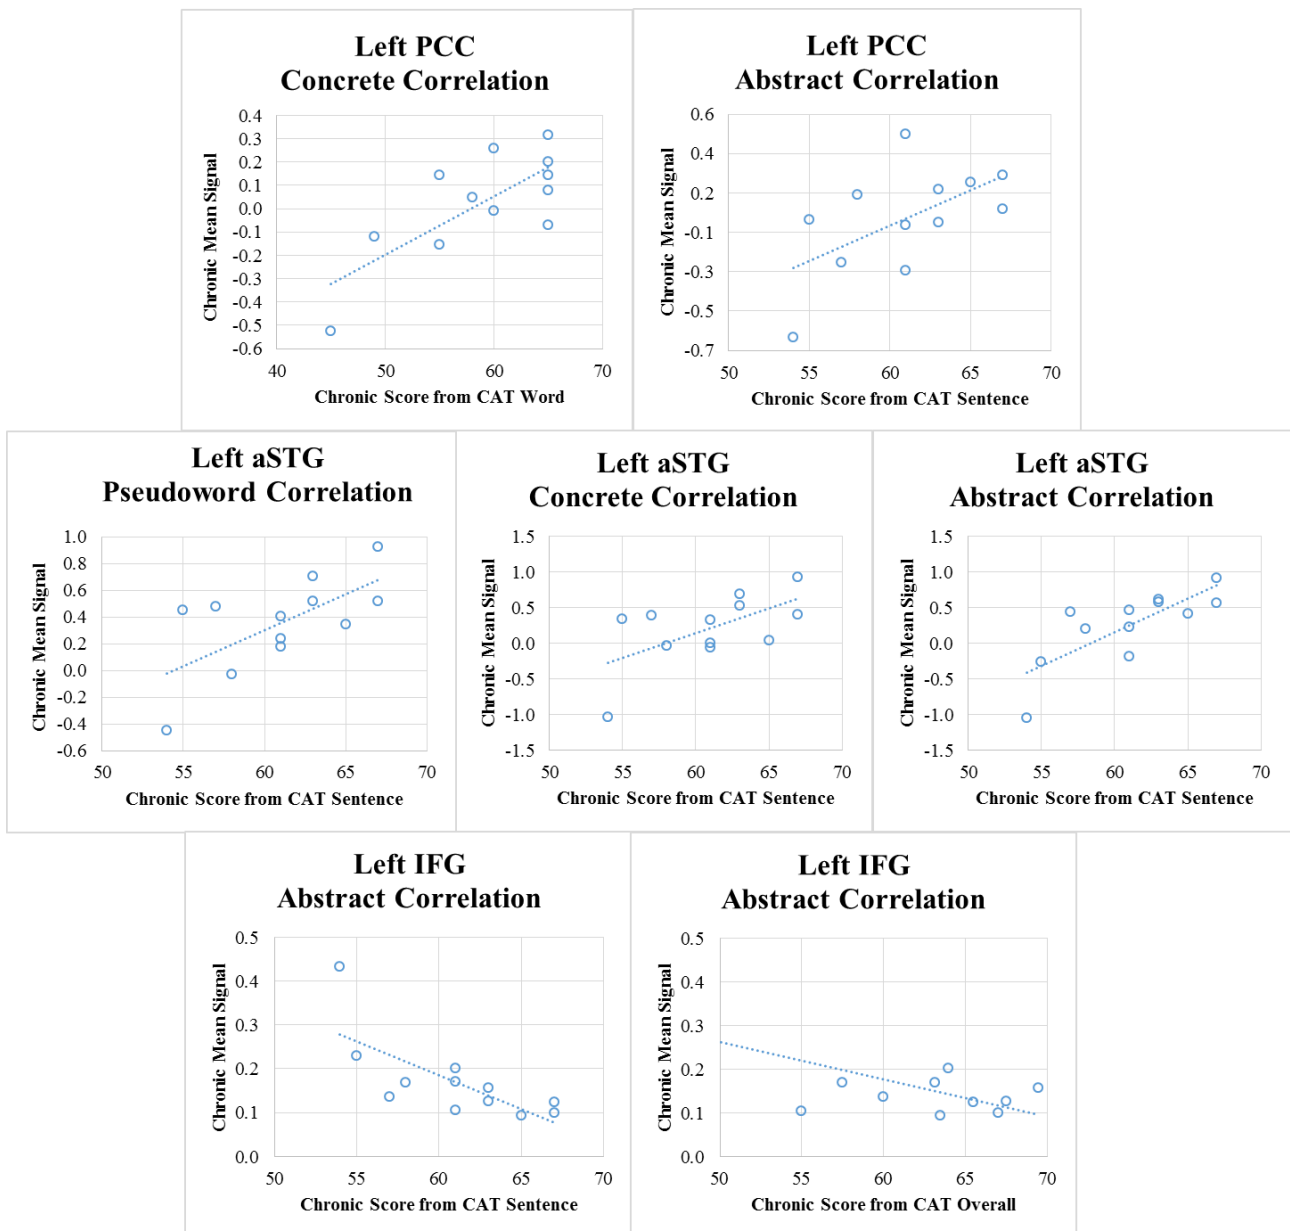 Left PCC
Concrete Correlation
Chronic Mean Signal
0.4
0.3
0.2
0.1
0.0
-0.1
-0.2
-0.3
-0.4
-0.5
-0.6
40 50 60 70
Chronic Score from CAT Word
Left PCC
Abstract Correlation
Chronic Mean Signal
0.6
0.4
0.2
-0.1
-0.3
-0.5
-0.7
50 55 60 65 70
Chronic Score from CAT Sentence
Left aSTG
Pseudoword Correlation
Chronic Mean Signal
1.0
0.8
0.6
0.4
0.2
0.0
-0.2
-0.4
-0.6
50 55 60 65 70
Chronic Score from CAT Sentence
Left aSTG
Concrete Correlation
Chronic Mean Signal
1.5
1.0
0.5
0.0
-0.5
-1.0
-1.5
50 55 60 65 70
Chronic Score from CAT Sentence
Left aSTG
Abstract Correlation
Chronic Mean Signal
1.5
1.0
0.5
0.0
-0.5
-1.0
-1.5
50 55 60 65 70
Chronic Score from CAT Sentence
Left IFG
Abstract Correlation
Chronic Mean Signal
0.5
0.4
0.3
0.2
0.1
0.0
50 55 60 65 70
Chronic Score from CAT Sentence
Left IFG
Abstract Correlation
Chronic Mean Signal
0.5
0.4
0.3
0.2
0.1
0.0
50 55 60 65 70
Chronic Score from CAT Overall